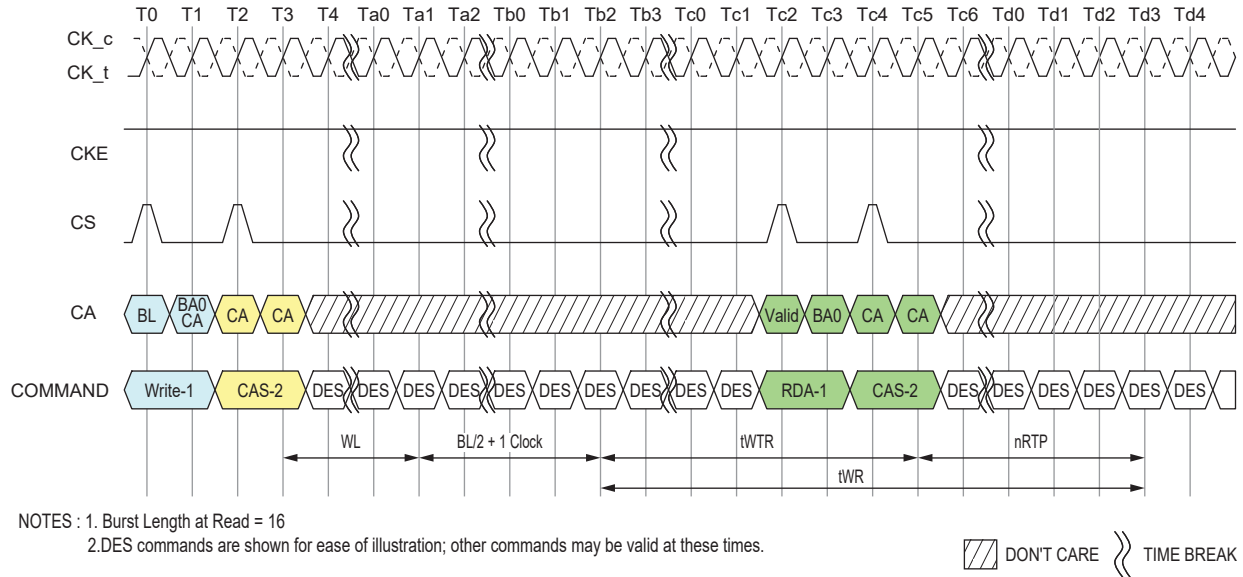 T0 T1 T2 T3 T4 Ta0 Ta1 Ta2 Tb0 Tb1 Tb2 Tb3 Tc0 Tc1 Tc2 Tc3 Tc4 Tc5 Tc6 Td0 Td1 Td2 Td3 Td4
CK_c
CK_t
CKE
CS
CA BL BA0 CA CA CA Valid BA0 CA CA
COMMAND Write-1 CAS-2 DES DES DES DES DES DES DES DES DES DES RDA-1 CAS-2 DES DES DES DES DES DES
WL BL/2 + 1 Clock tWTR nRTP
tWR
NOTES : 1. Burst Length at Read = 16
2.DES commands are shown for ease of illustration; other commands may be valid at these times.
DON'T CARE TIME BREAK